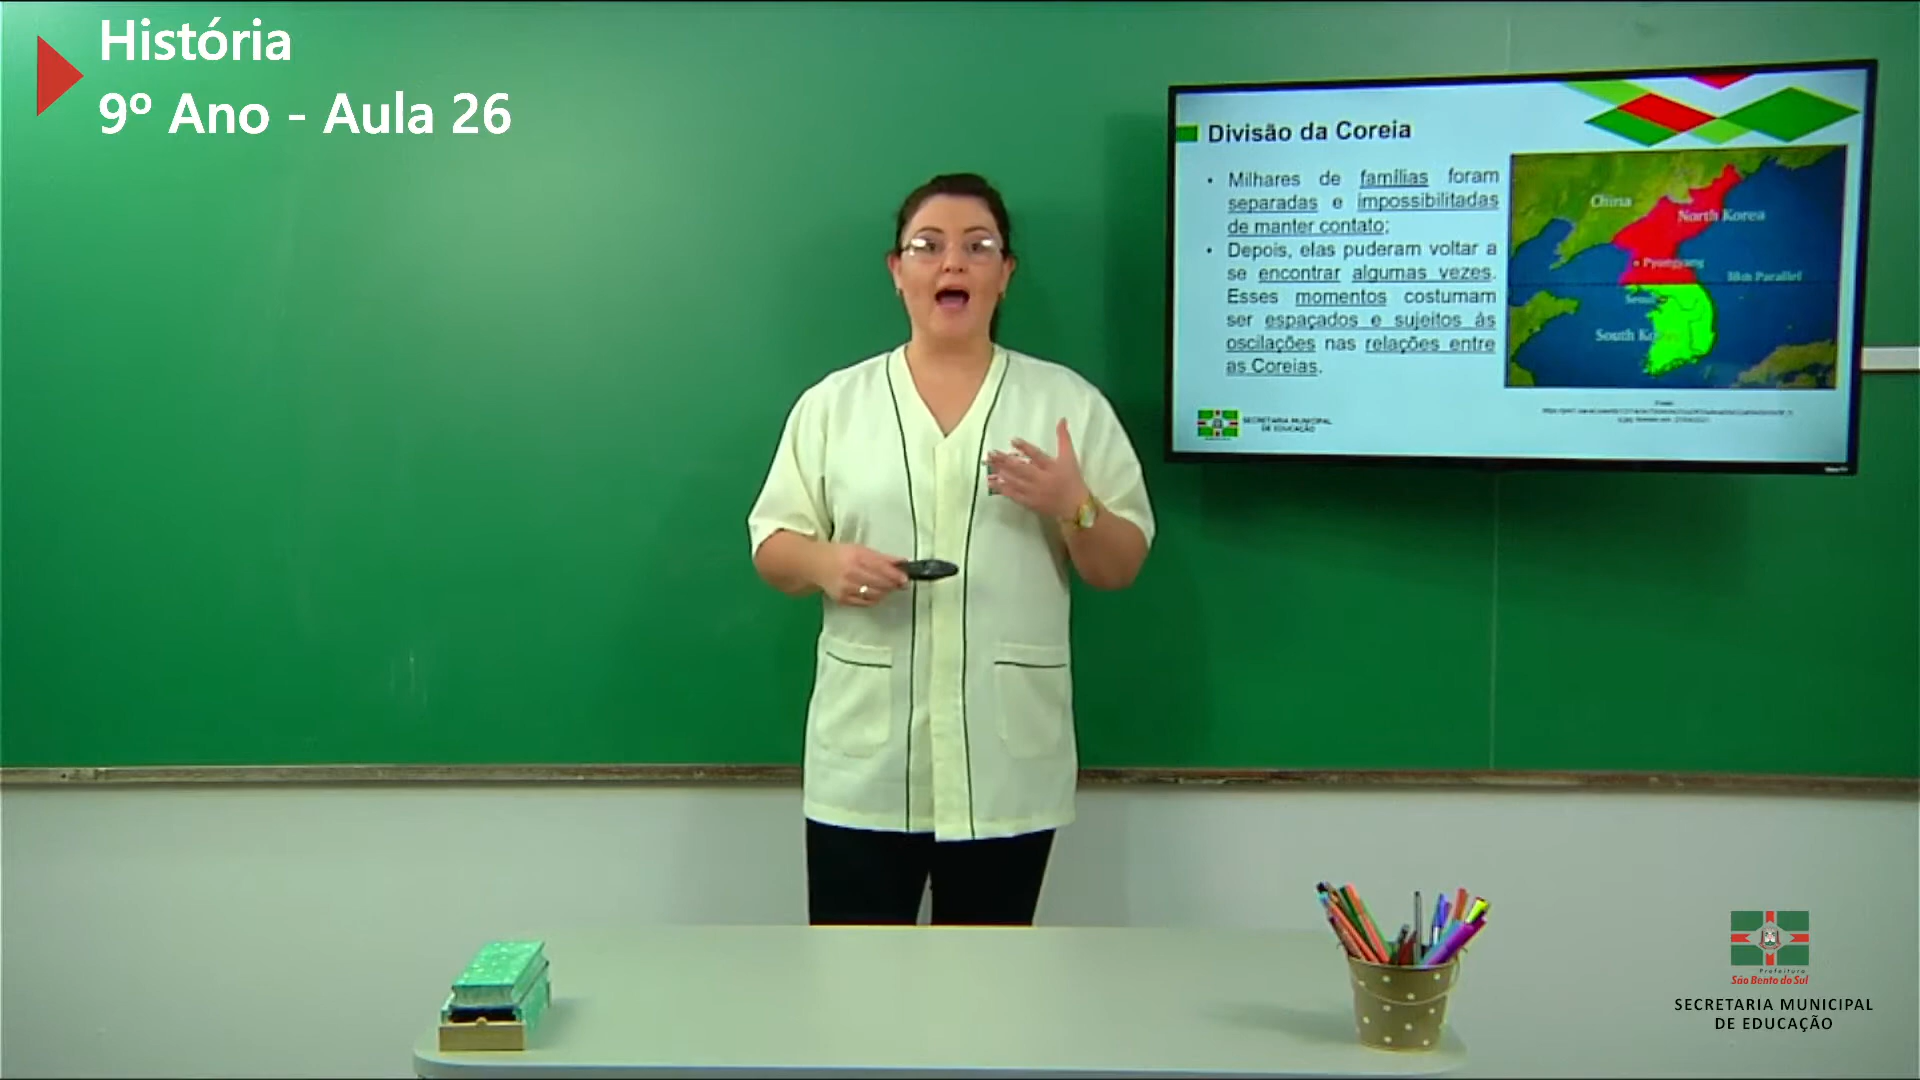 História
9º Ano - Aula 26
Divisão da Coreia
• Milhares de famílias foram
separadas e impossibilitadas
de manter contato;
• Depois, elas puderam voltar a
se encontrar algumas vezes.
Esses momentos costumam
ser espaçados e sujeitos às
oscilações nas relações entre
as Coreias.
China
North Korea
Pyongyang
38th Parallel
South
SECRETARIA MUNICIPAL
DE EDUCAÇÃO
Prefeitura
São Bento do Sul
SECRETARIA MUNICIPAL
DE EDUCAÇÃO